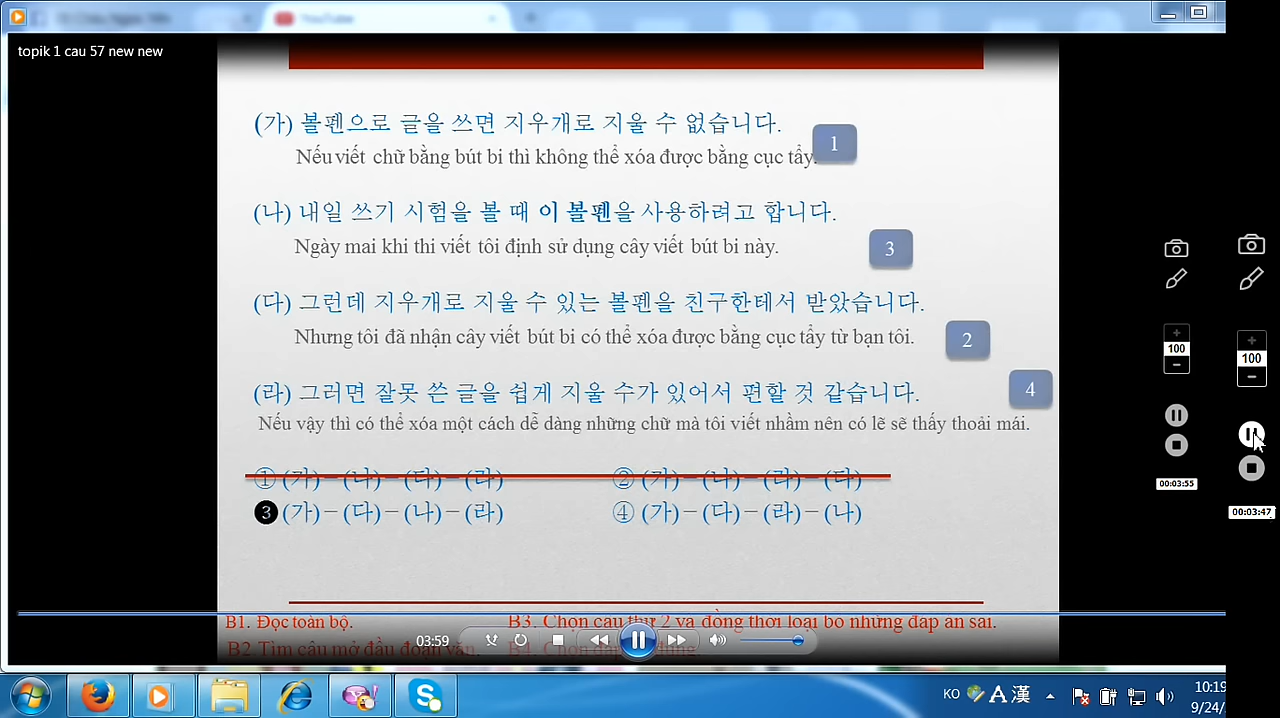 YouTube
topik 1 cau 57 new new
(가) 볼펜으로 글을 쓰면 지우개로 지울 수 없습니다.
1
Nếu viết chữ bằng bút bi thì không thể xóa được bằng cục tẩy.
(나) 내일 쓰기 시험을 볼 때 이 볼펜을 사용하려고 합니다.
Ngày mai khi thi viết tôi định sử dụng cây viết bút bi này.
3
(다) 그런데 지우개로 지울 수 있는 볼펜을 친구한테서 받았습니다.
Nhưng tôi đã nhận cây viết bút bi có thể xóa được bằng cục tẩy từ bạn tôi.
2
(라) 그러면 잘못 쓴 글을 쉽게 지울 수가 있어서 편할 것 같습니다.
4
Nếu vậy thì có thể xóa một cách dễ dàng những chữ mà tôi viết nhầm nên có lẽ sẽ thấy thoải mái.
① (가) – (나) – (다) – (라) ② (가) – (나) – (라) – (다)
❸ (가) – (다) – (나) – (라) ④ (가) – (다) – (라) – (나)
B1. Đọc toàn bộ. B3. Chọn câu thứ 2 và đồng thời loại bỏ những đáp án sai.
B2 Tìm câu mở đầu đoạn văn.
03:59
100
00:03:55
100
00:03:47
KO A 漢
10:19
9/24/